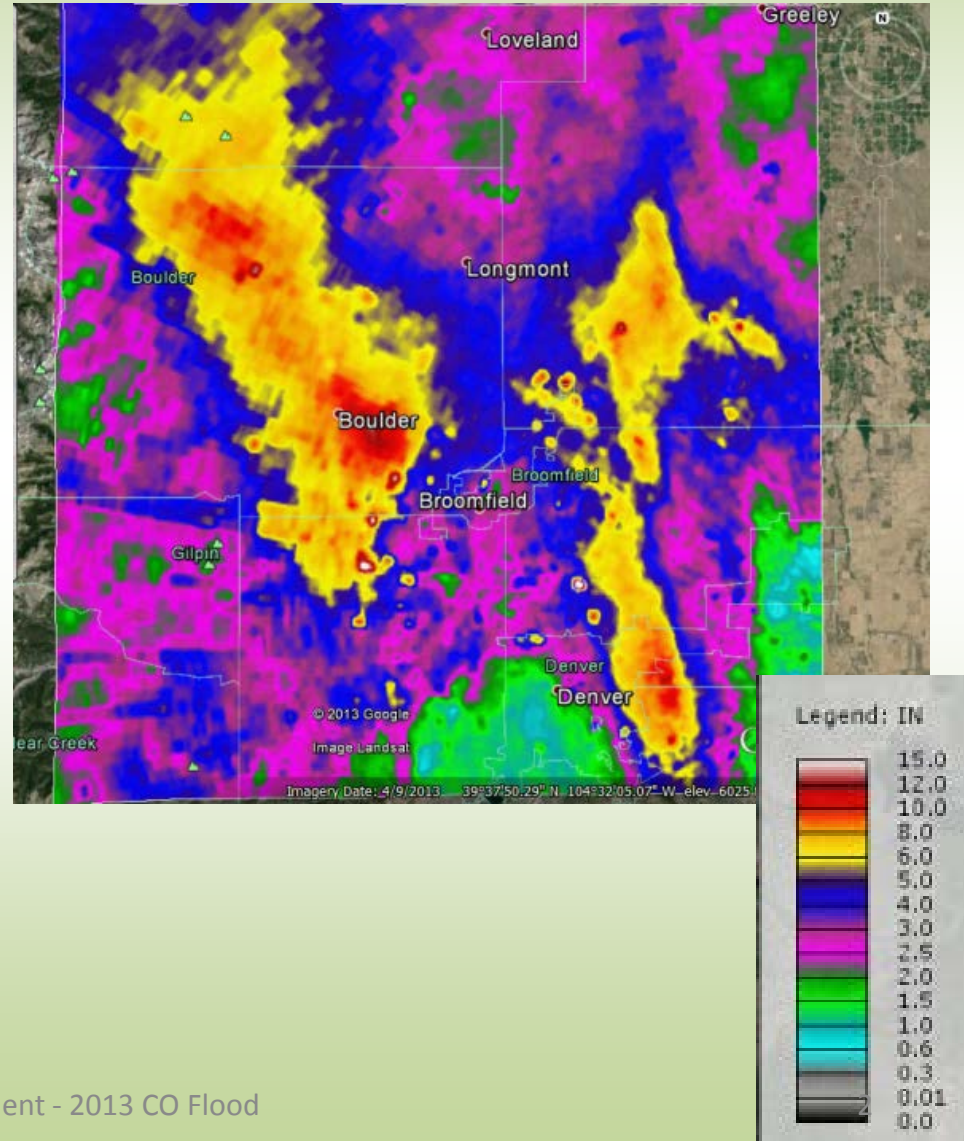 Greeley
N
Loveland
Longmont
Boulder
Boulder
Broomfield
Broomfield
Gilpin
Denver
Denver
© 2013 Google
lear Creek
Image Landsat
Imagery Date: 4/9/2013 39°37'50.29" N 104°32'05.07" W elev 6025
Legend: IN
15.0
12.0
10.0
8.0
6.0
5.0
4.0
3.0
2.5
2.0
1.5
1.0
0.6
0.3
0.01
0.0
2
ent - 2013 CO Flood